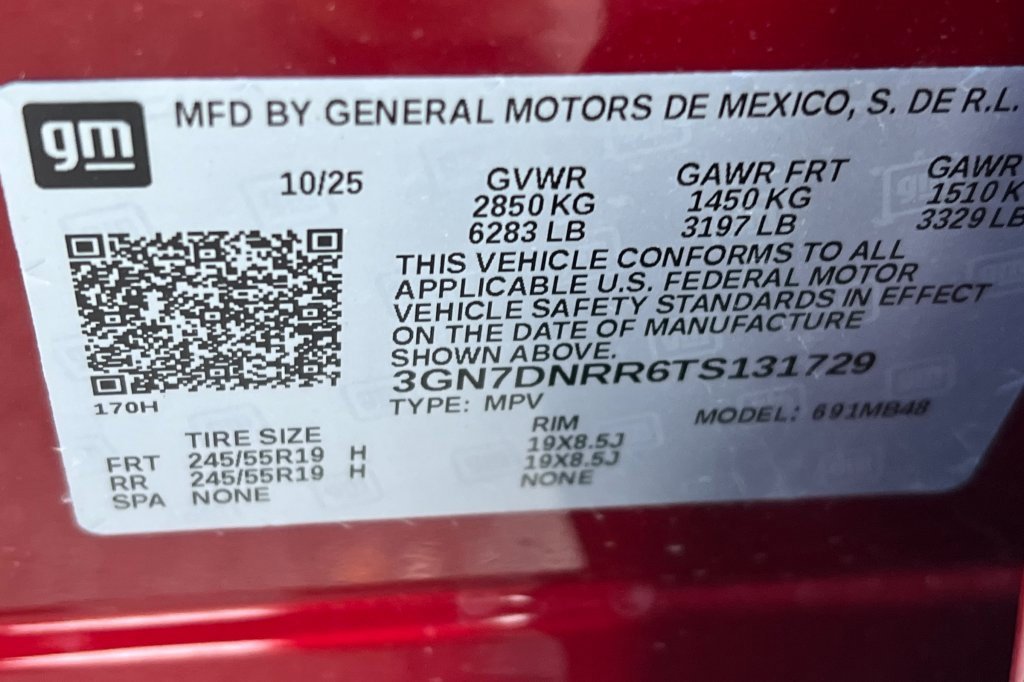 gm
MFD BY GENERAL MOTORS DE MEXICO, S. DE R.L.
10/25 GVWR GAWR FRT GAWR
2850 KG 1450 KG 1510 K
6283 LB 3197 LB 3329 LB
THIS VEHICLE CONFORMS TO ALL
APPLICABLE U.S. FEDERAL MOTOR
VEHICLE SAFETY STANDARDS IN EFFECT
ON THE DATE OF MANUFACTURE
SHOWN ABOVE.
3GN7DNRR6TS131729
170H
TYPE: MPV MODEL: 691MB48
TIRE SIZE RIM
FRT 245/55R19 H 19X8.5J
RR 245/55R19 H 19X8.5J
SPA NONE NONE